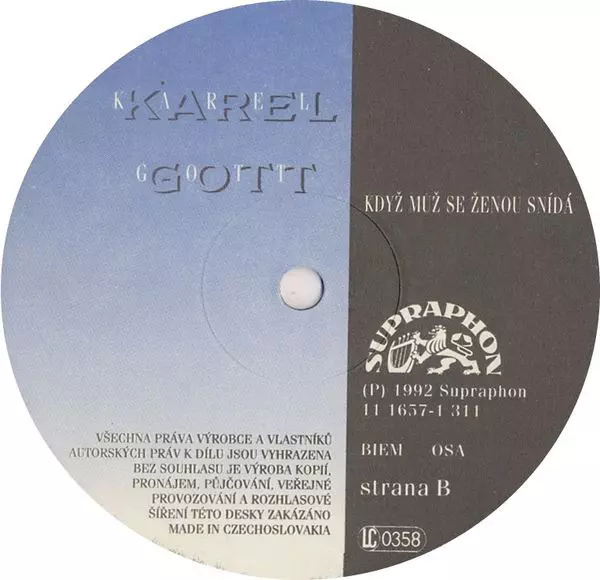 KAREL
KAREL
GOTT
GOTT
KDYŽ MUŽ SE ŽENOU SNÍDÁ
SUPRAPHON
(P) 1992 Supraphon
11 1657-1 311
BIEM OSA
strana B
LC 0358
VŠECHNA PRÁVA VÝROBCE A VLASTNÍKŮ
AUTORSKÝCH PRÁV K DÍLU JSOU VYHRAZENA
BEZ SOUHLASU JE VÝROBA KOPIÍ,
PRONÁJEM, PŮJČOVÁNÍ, VEŘEJNÉ
PROVOZOVÁNÍ A ROZHLASOVÉ
ŠÍŘENÍ TÉTO DESKY ZAKÁZÁNO
MADE IN CZECHOSLOVAKIA